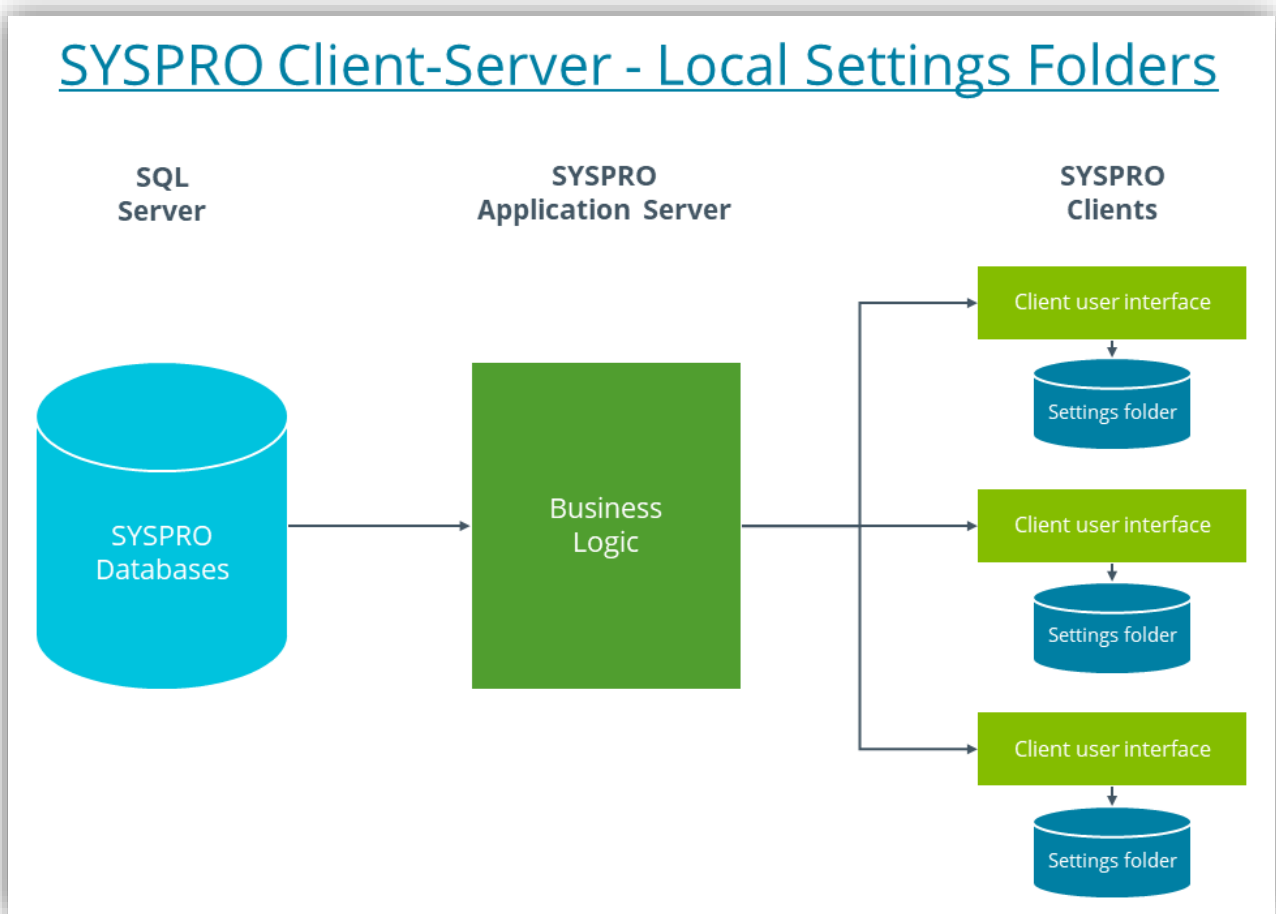 SYSPRO Client-Server - Local Settings Folders
SQL
Server
SYSPRO
Application Server
SYSPRO
Clients
SYSPRO
Databases
Business
Logic
Client user interface
Settings folder
Client user interface
Settings folder
Client user interface
Settings folder